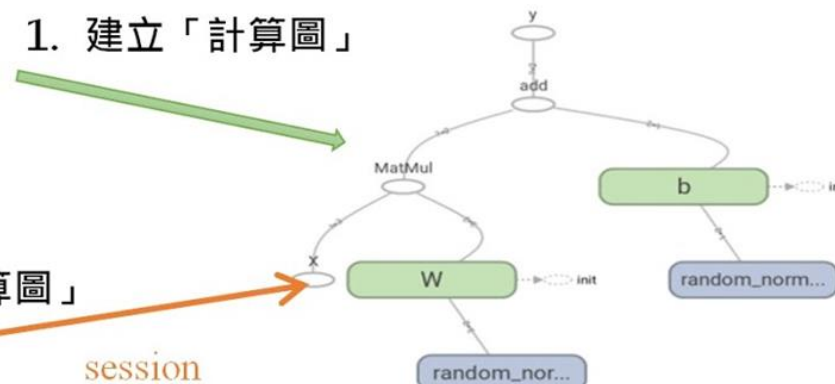 1. 建立「計算圖」
y
add
MatMul
b
x
W
init
random_norm...
算圖」
session
random_nor...